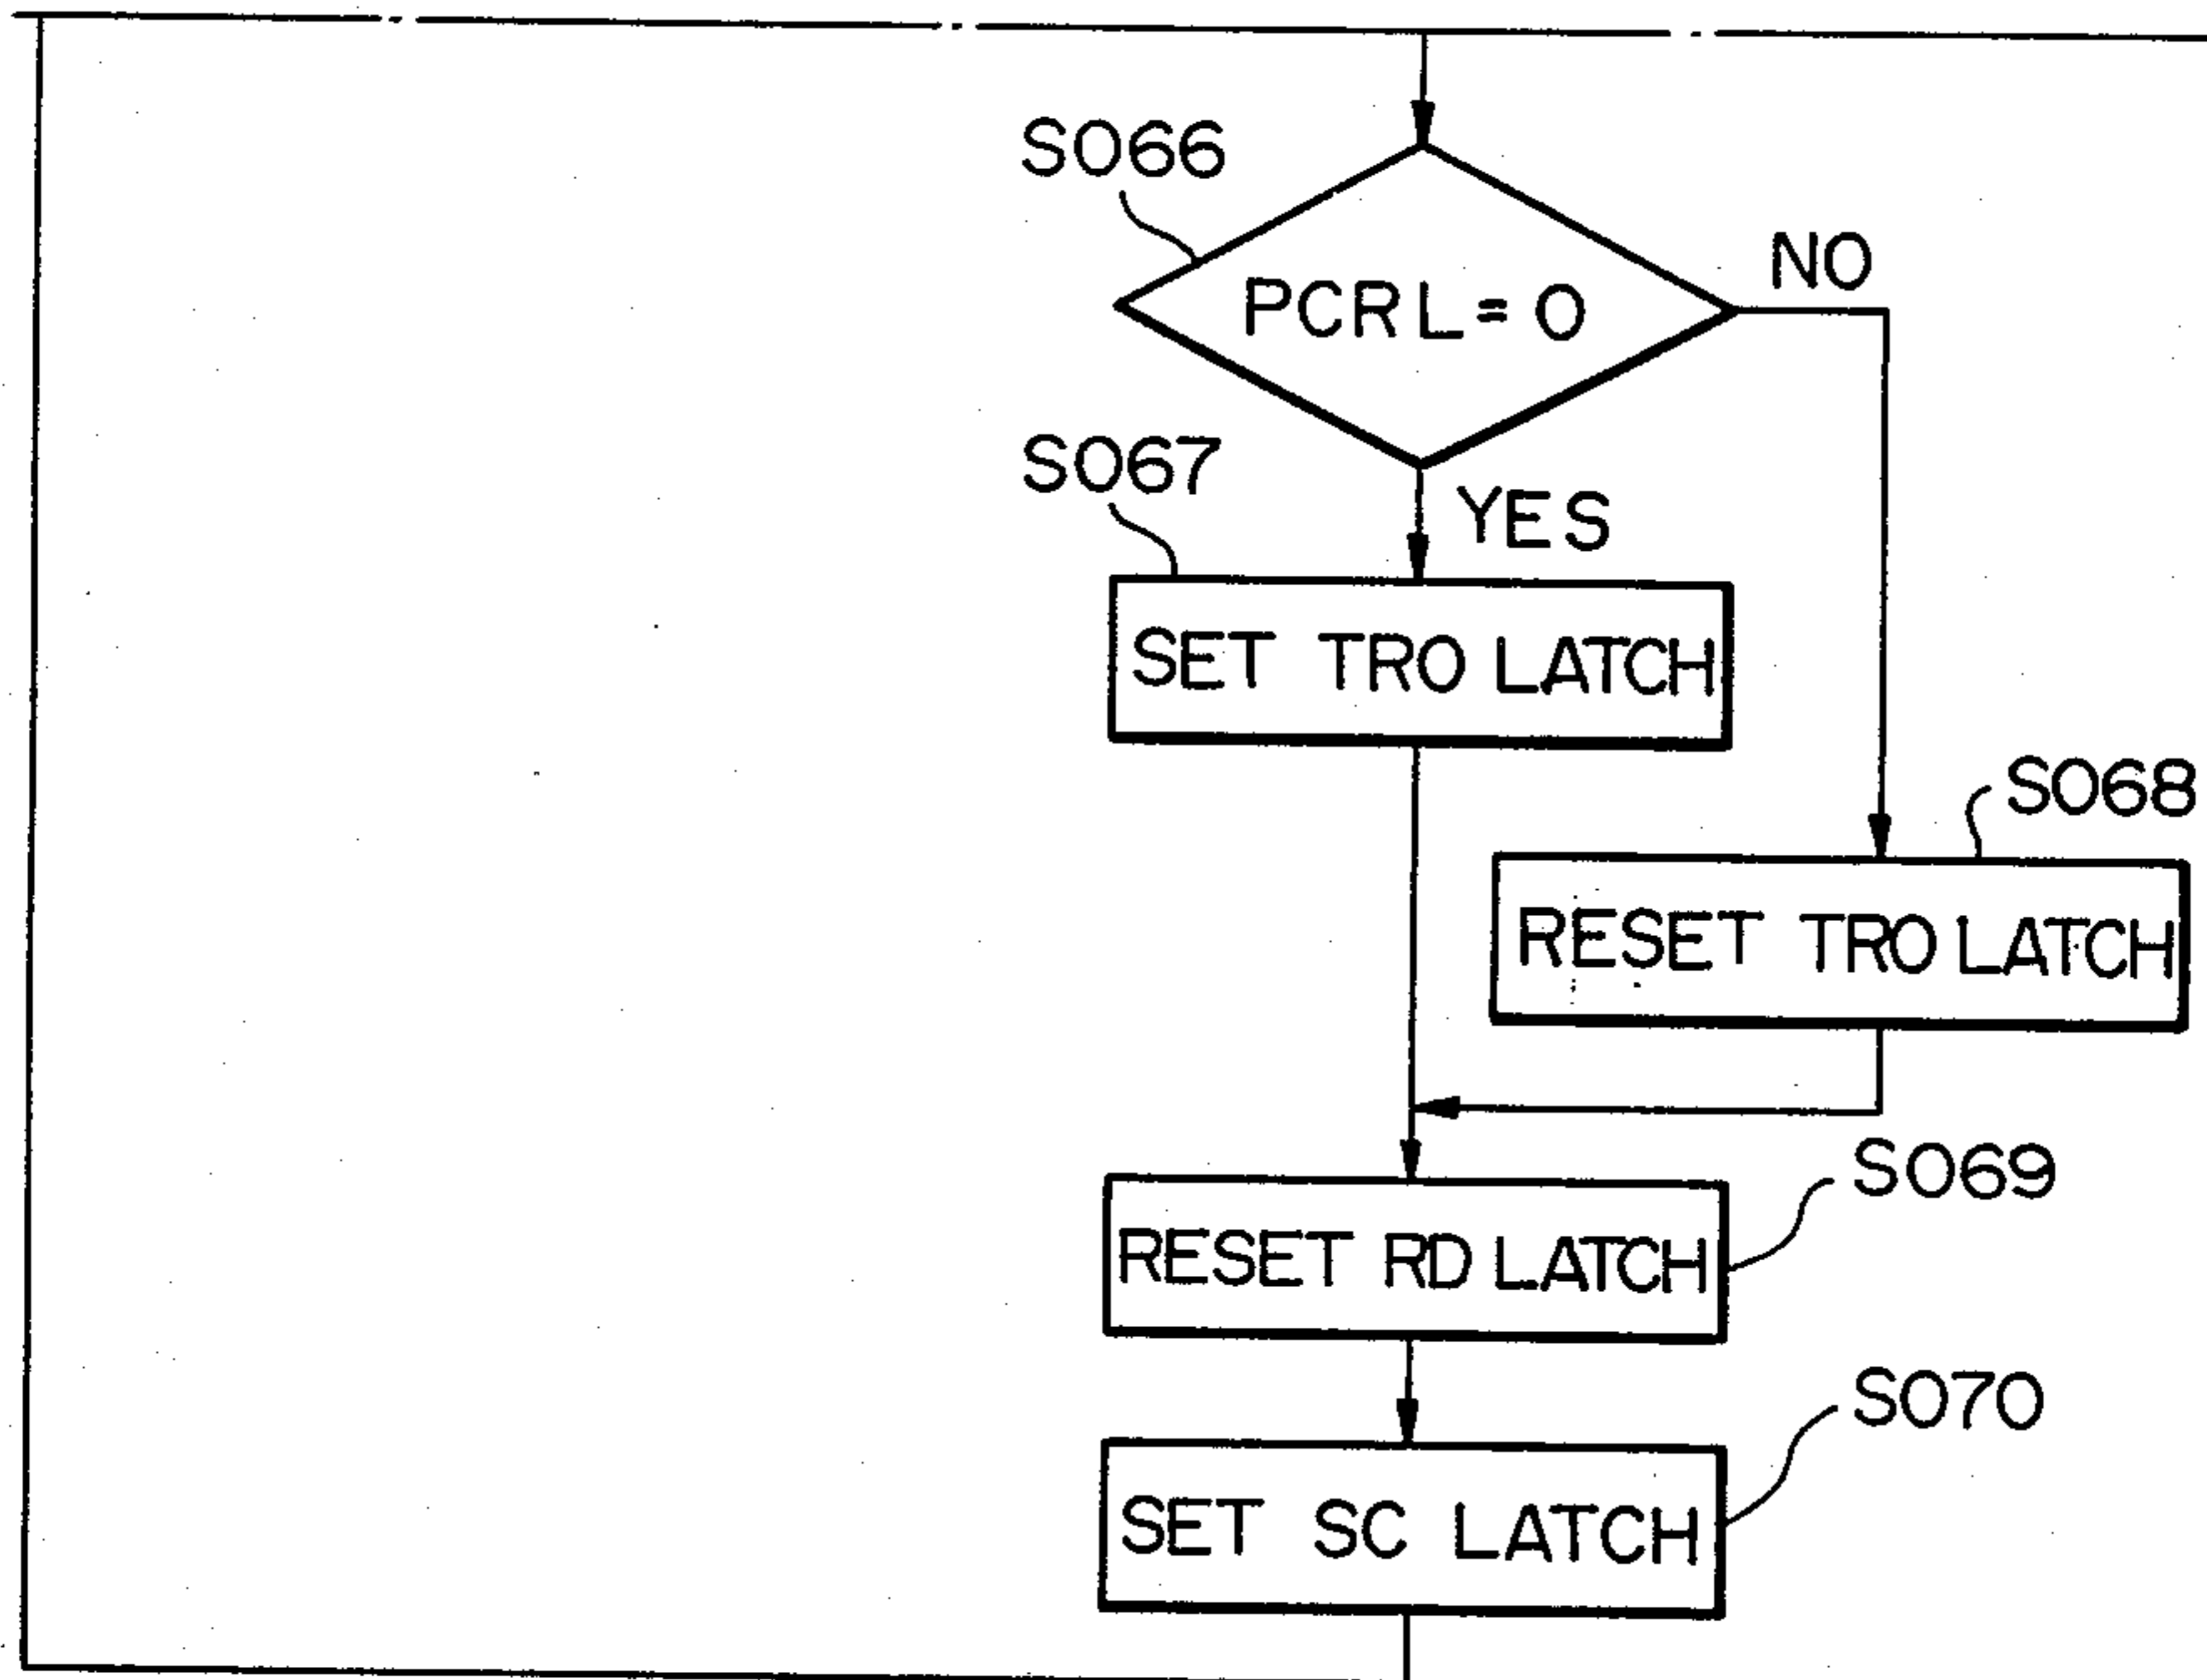 S066
NO
PCRL=0
S067
YES
SET TRO LATCH
S068
RESET TRO LATCH
S069
RESET RD LATCH
S070
SET SC LATCH